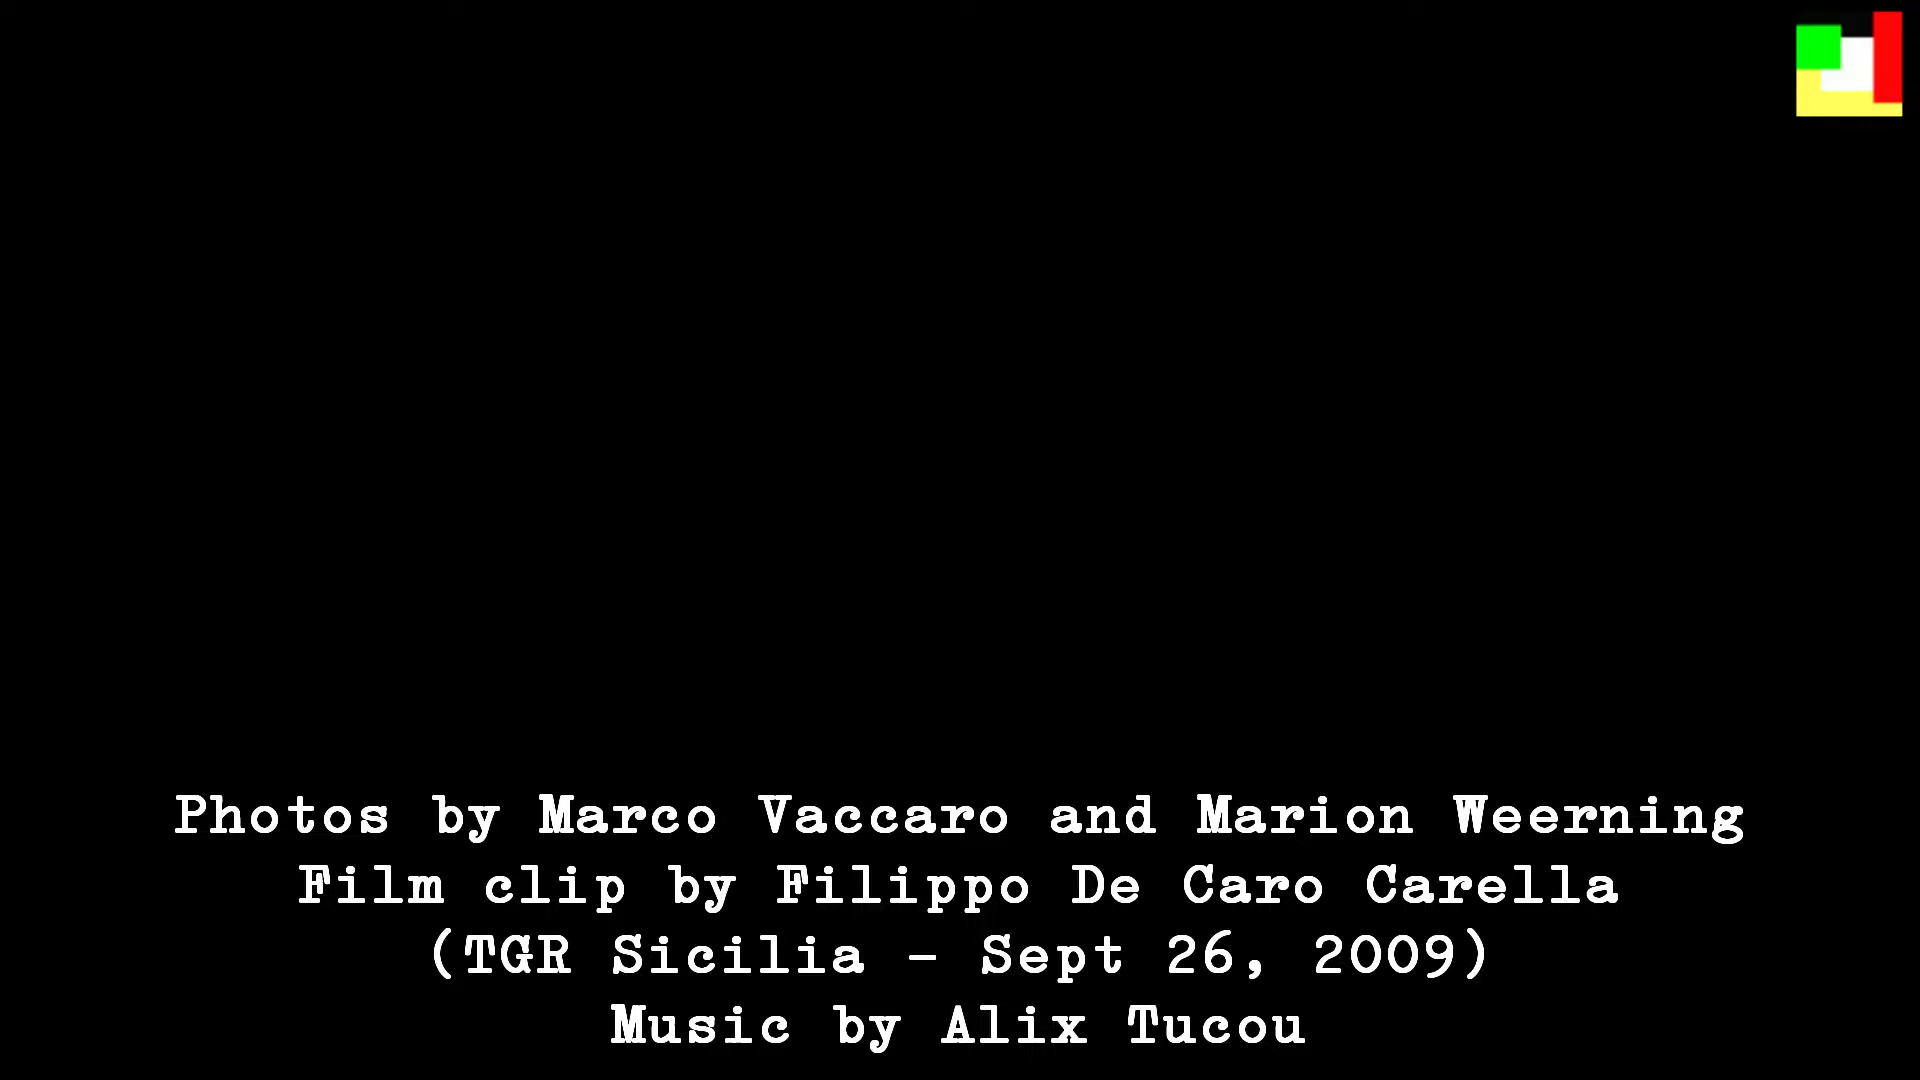 Photos by Marco Vaccaro and Marion Weerning
Film clip by Filippo De Caro Carella
(TGR Sicilia – Sept 26, 2009)
Music by Alix Tucou